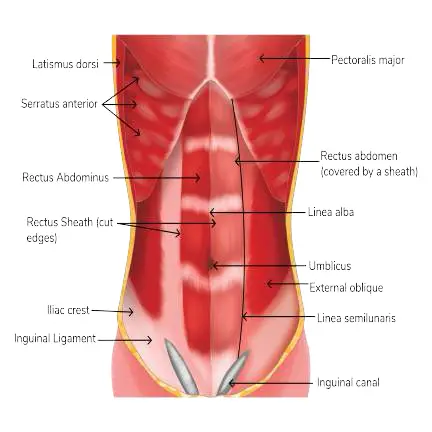 Latismus dorsi
Serratus anterior
Rectus Abdominus
Rectus Sheath (cut
edges)
Iliac crest
Inguinal Ligament
Pectoralis major
Rectus abdomen
(covered by a sheath)
Linea alba
Umblicus
External oblique
Linea semilunaris
Inguinal canal